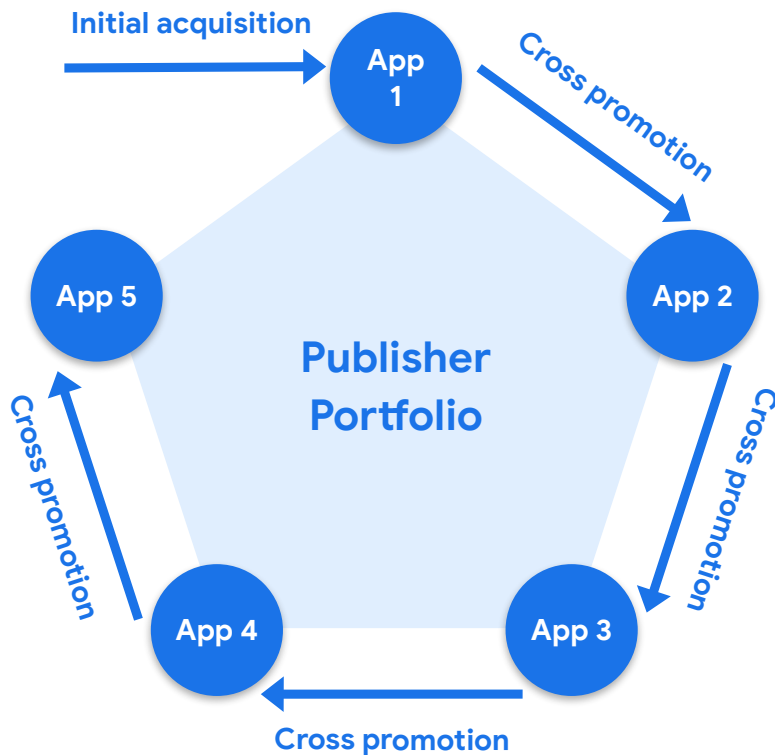 Initial acquisition
App
1
Cross promotion
App 2
Cross promotion
App 3
Cross promotion
App 4
Cross promotion
App 5
Publisher
Portfolio